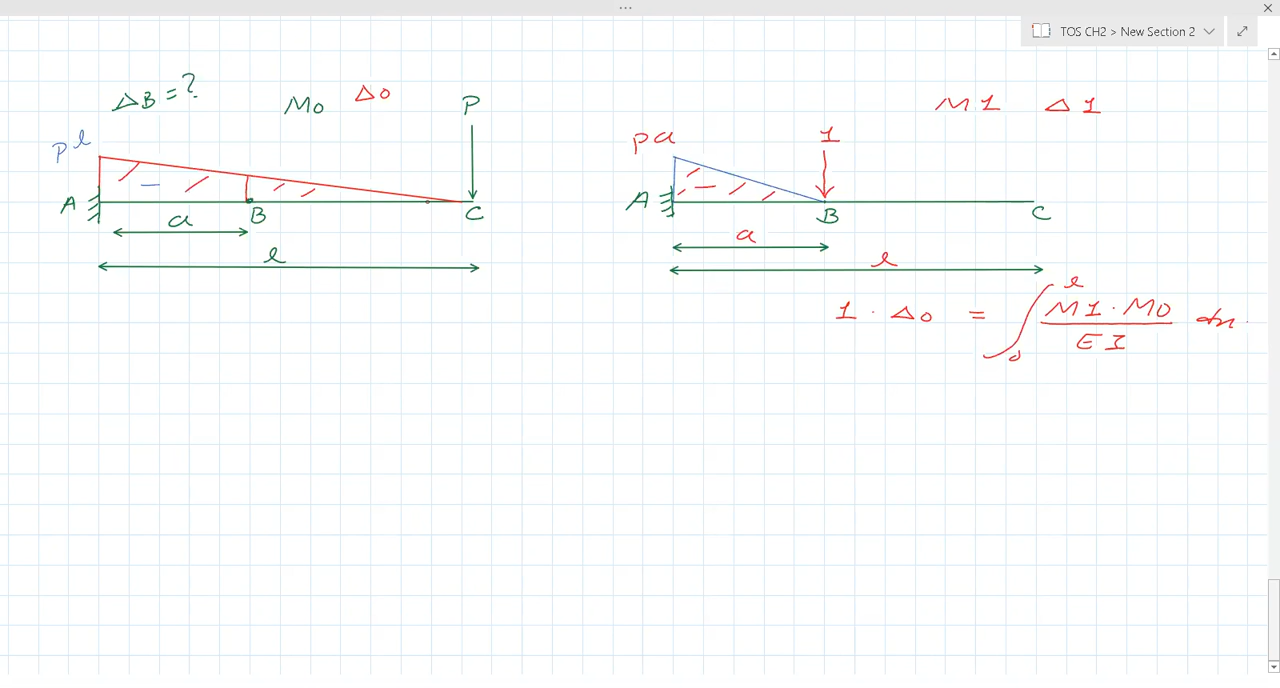 TOS CH2 > New Section 2
ΔB = ?
M0 Δ0
P
M1 Δ1
Pl
Pa
1
A
B
C
A
B
C
a
l
a
l
1 · Δ0 = ∫₀ˡ M1 · M0 / EI dx